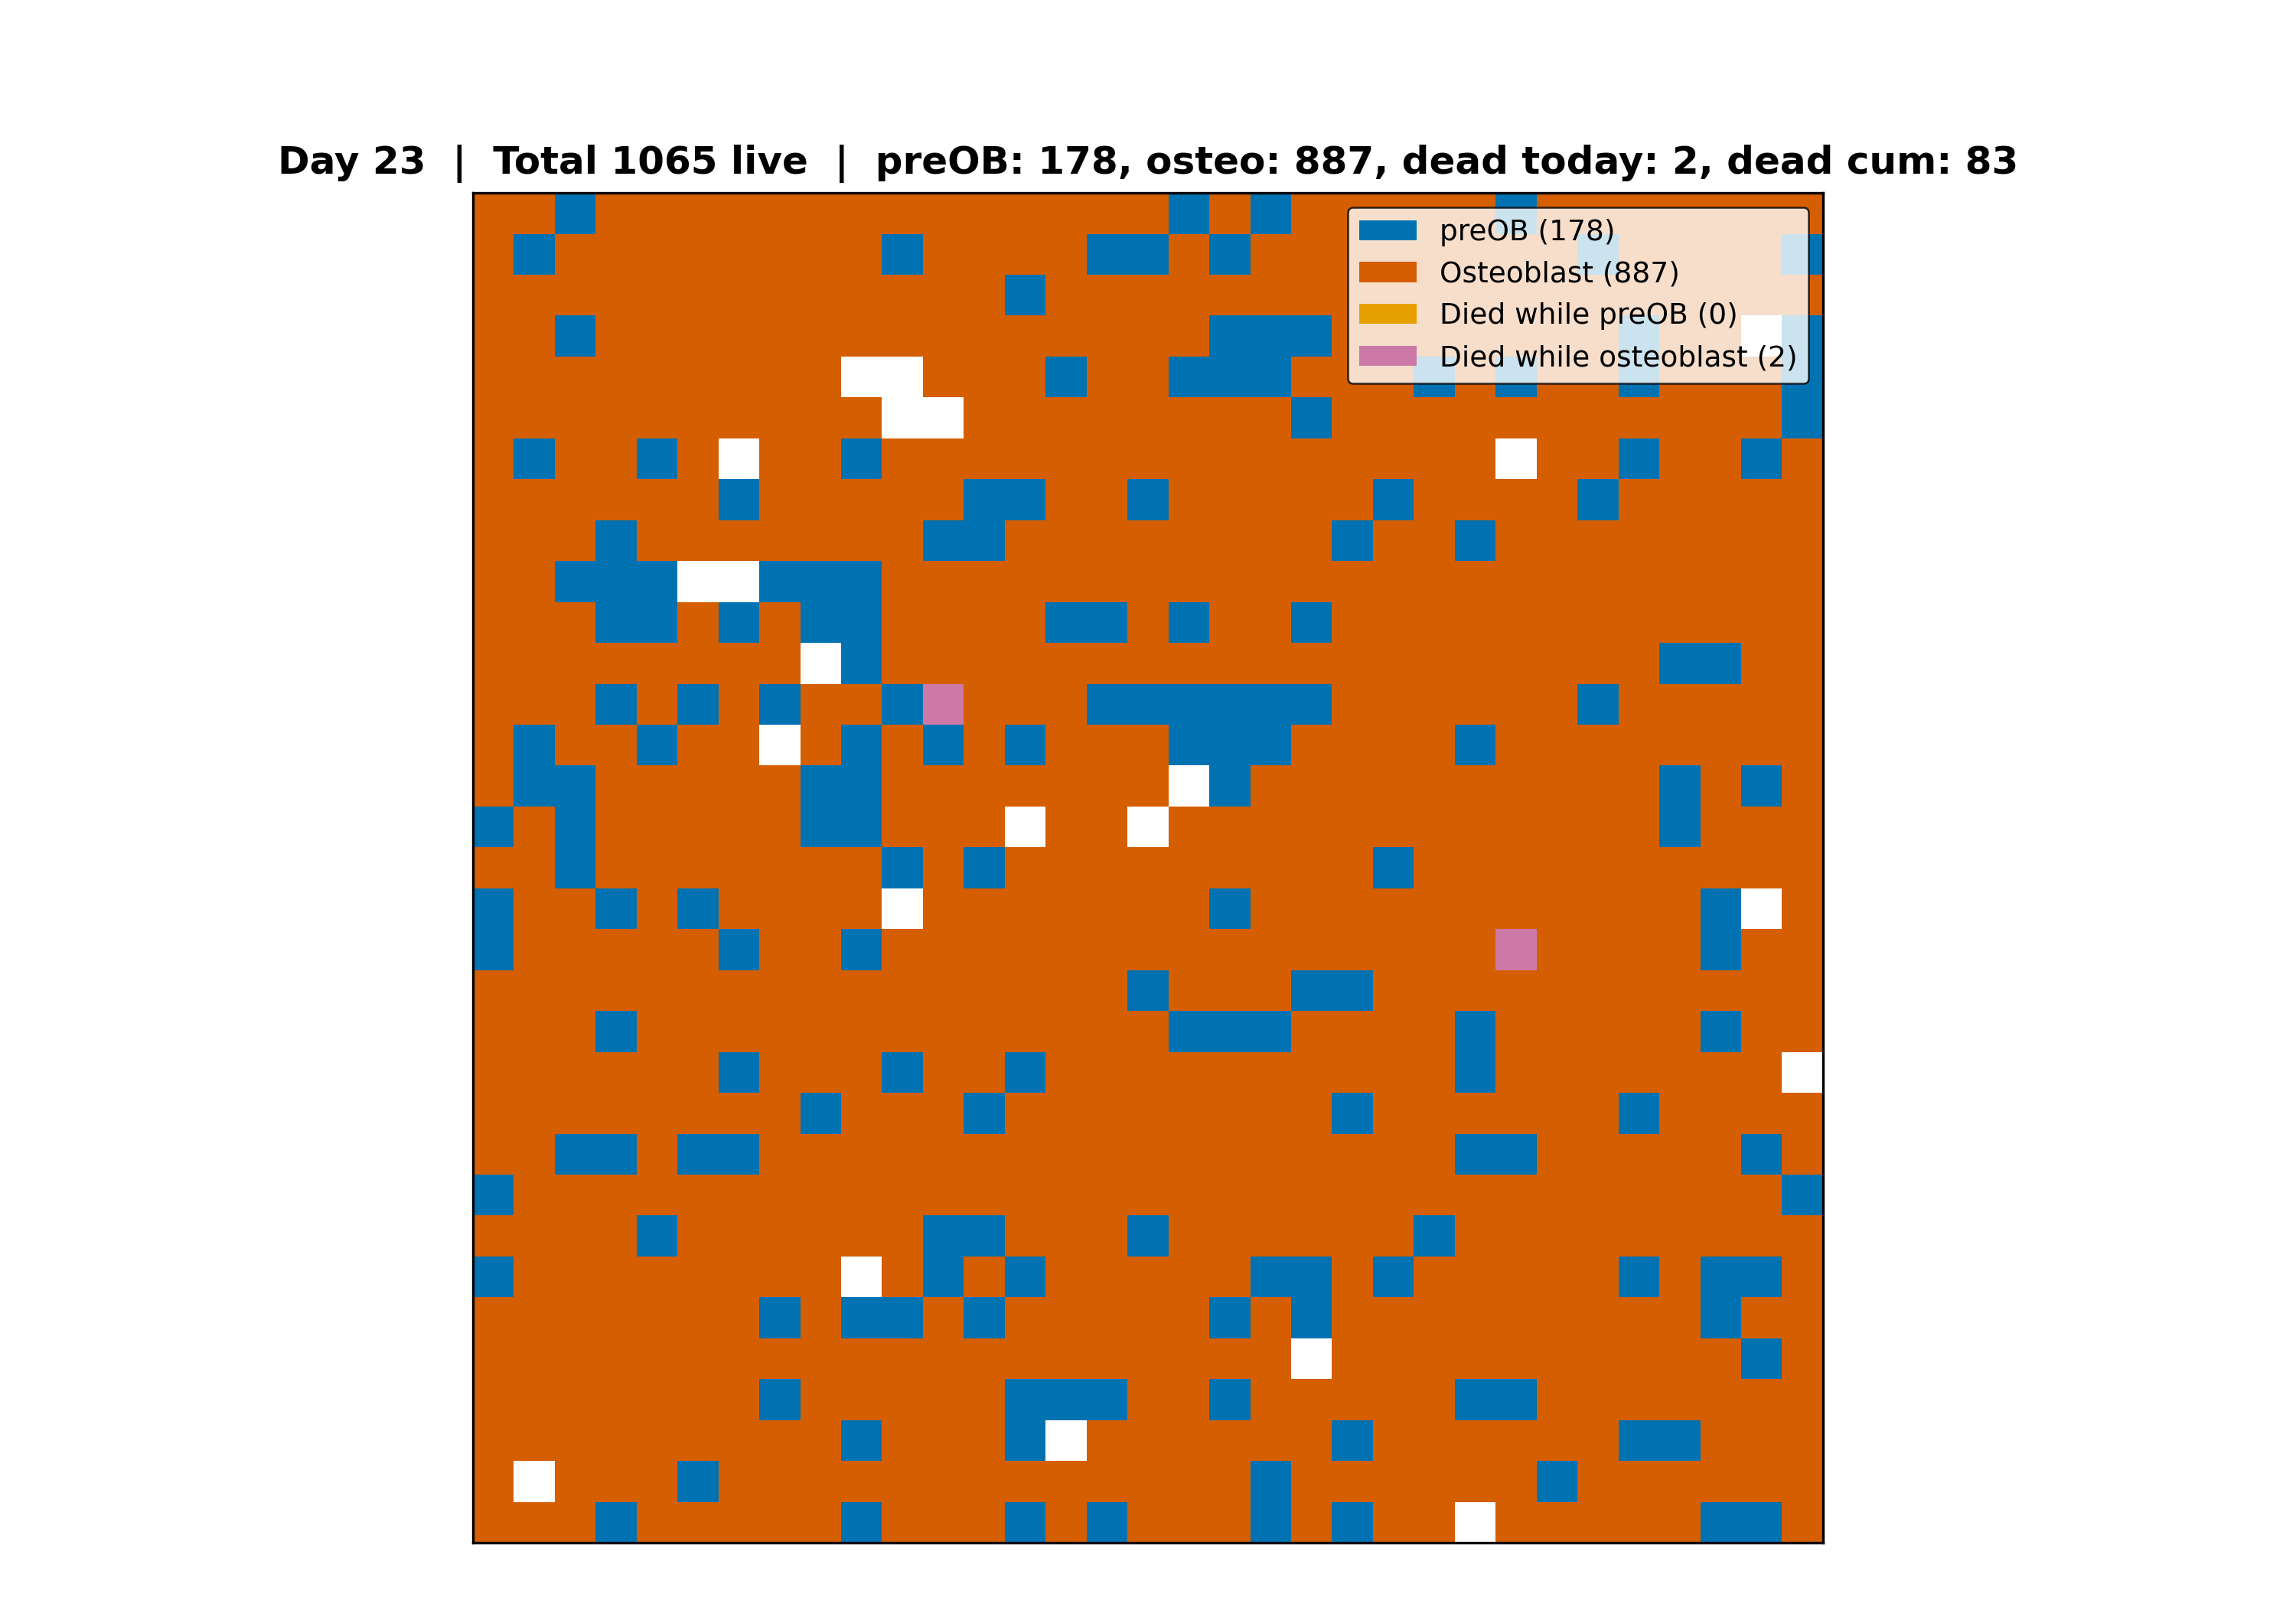 Day 23 | Total 1065 live | preOB: 178, osteo: 887, dead today: 2, dead cum: 83
preOB (178)
Osteoblast (887)
Died while preOB (0)
Died while osteoblast (2)